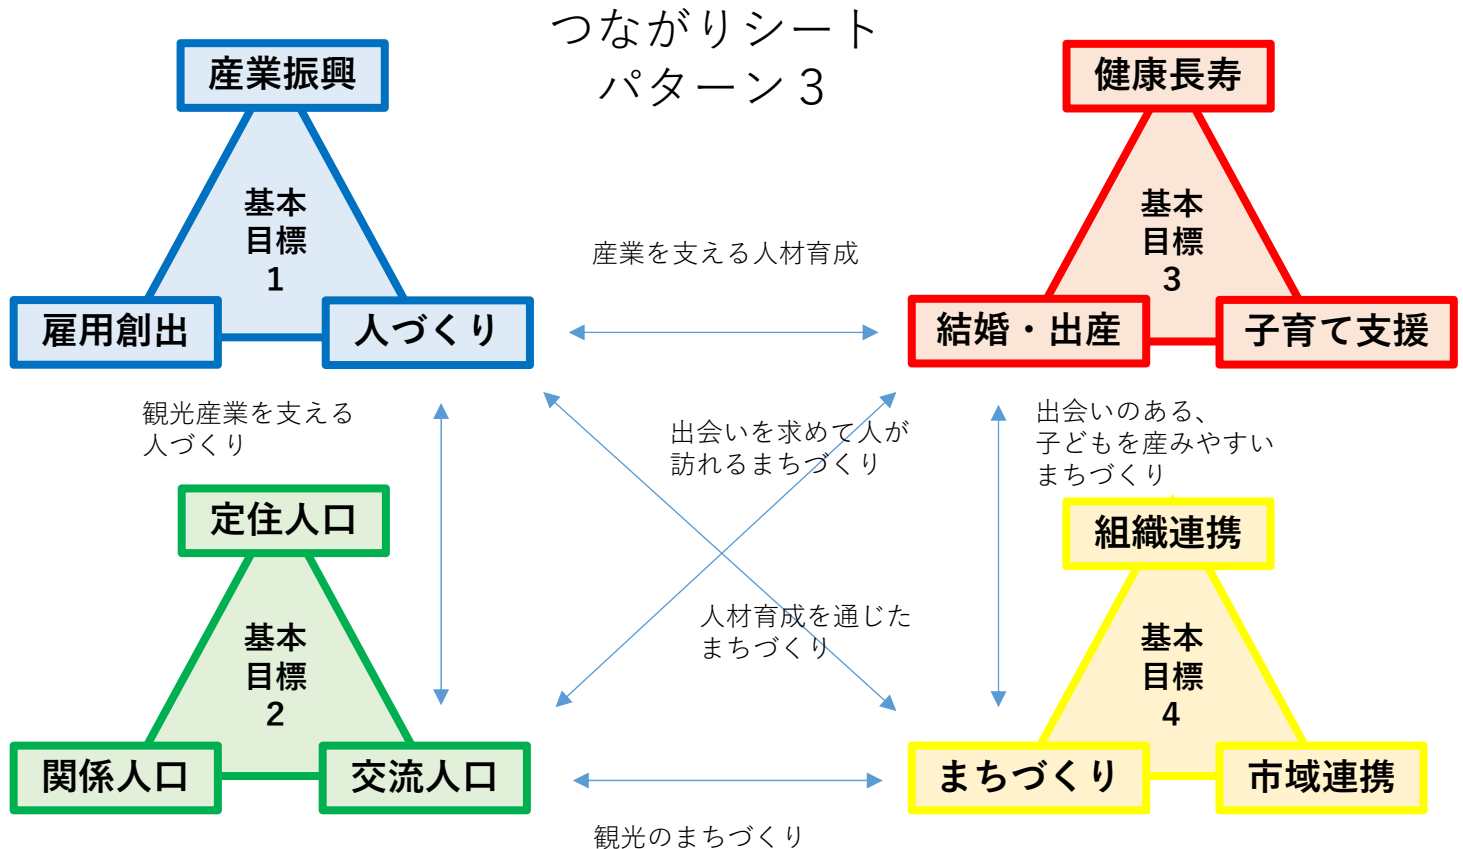 つながりシート
パターン３
産業振興
基本
目標
1
雇用創出
人づくり
健康長寿
基本
目標
3
結婚・出産
子育て支援
産業を支える人材育成
観光産業を支える
人づくり
出会いを求めて人が
訪れるまちづくり
出会いのある、
子どもを産みやすい
まちづくり
人材育成を通じた
まちづくり
定住人口
基本
目標
2
関係人口
交流人口
組織連携
基本
目標
4
まちづくり
市域連携
観光のまちづくり